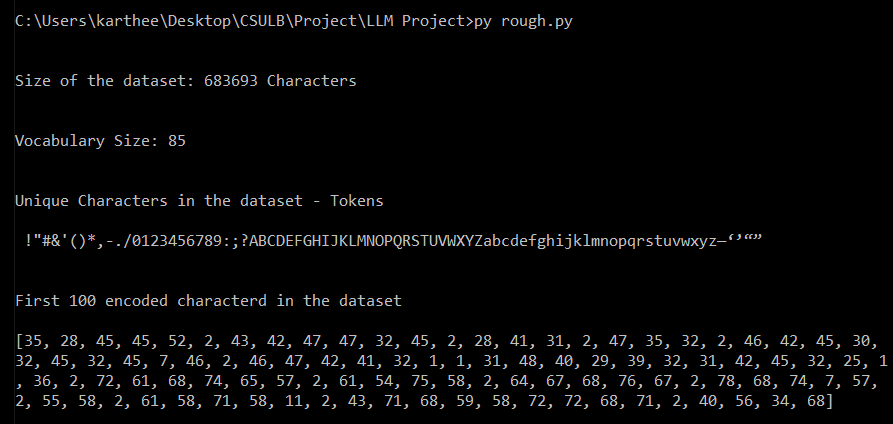 C:\Users\karthee\Desktop\CSULB\Project\LLM Project>py rough.py
Size of the dataset: 683693 Characters
Vocabulary Size: 85
Unique Characters in the dataset - Tokens
 !"#&'()*,-./0123456789:;?ABCDEFGHIJKLMNOPQRSTUVWXYZabcdefghijklmnopqrstuvwxyz—‘’“”
First 100 encoded characterd in the dataset
[35, 28, 45, 45, 52, 2, 43, 42, 47, 47, 32, 45, 2, 28, 41, 31, 2, 47, 35, 32, 2, 46, 42, 45, 30,
32, 45, 32, 45, 7, 46, 2, 46, 47, 42, 41, 32, 1, 1, 31, 48, 40, 29, 39, 32, 31, 42, 45, 32, 25, 1
, 36, 2, 72, 61, 68, 74, 65, 57, 2, 61, 54, 75, 58, 2, 64, 67, 68, 76, 67, 2, 78, 68, 74, 7, 57,
2, 55, 58, 2, 61, 58, 71, 58, 11, 2, 43, 71, 68, 59, 58, 72, 72, 68, 71, 2, 40, 56, 34, 68]